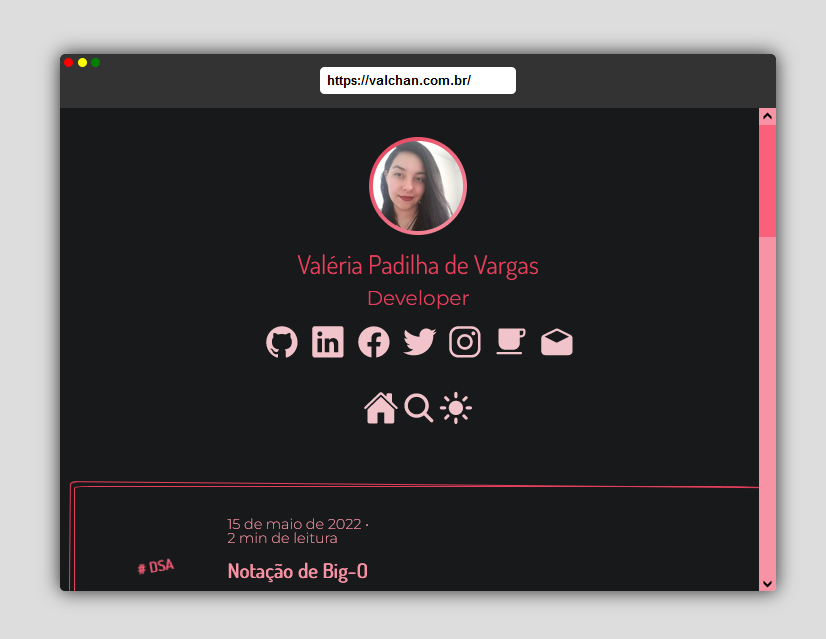 https://valchan.com.br/
Valéria Padilha de Vargas
Developer
in
15 de maio de 2022 •
2 min de leitura
# DSA
Notação de Big-O